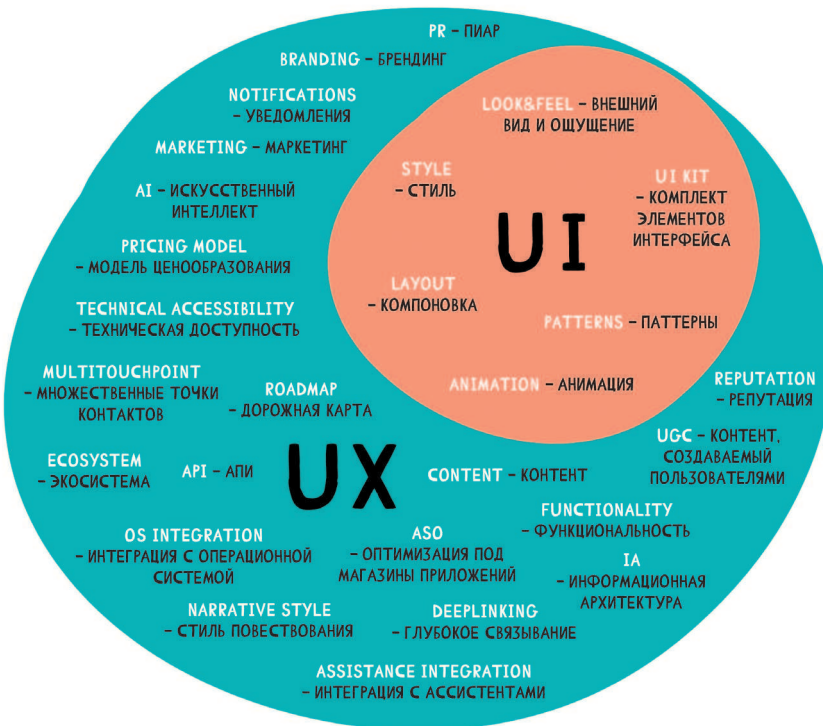 PR – ПИАР
BRANDING – БРЕНДИНГ
NOTIFICATIONS
– УВЕДОМЛЕНИЯ
MARKETING – МАРКЕТИНГ
AI – ИСКУССТВЕННЫЙ
ИНТЕЛЛЕКТ
PRICING MODEL
– МОДЕЛЬ ЦЕНООБРАЗОВАНИЯ
TECHNICAL ACCESSIBILITY
– ТЕХНИЧЕСКАЯ ДОСТУПНОСТЬ
MULTITOUCHPOINT
– МНОЖЕСТВЕННЫЕ ТОЧКИ
КОНТАКТОВ
ROADMAP
– ДОРОЖНАЯ КАРТА
ECOSYSTEM
– ЭКОСИСТЕМА
API – АПИ
UX
LOOK&FEEL – ВНЕШНИЙ
ВИД И ОЩУЩЕНИЕ
STYLE
– СТИЛЬ
UI KIT
– КОМПЛЕКТ
ЭЛЕМЕНТОВ
ИНТЕРФЕЙСА
UI
LAYOUT
– КОМПОНОВКА
PATTERNS – ПАТТЕРНЫ
ANIMATION – АНИМАЦИЯ
REPUTATION
– РЕПУТАЦИЯ
UGC – КОНТЕНТ,
СОЗДАВАЕМЫЙ
ПОЛЬЗОВАТЕЛЯМИ
CONTENT – КОНТЕНТ
FUNCTIONALITY
– ФУНКЦИОНАЛЬНОСТЬ
OS INTEGRATION
– ИНТЕГРАЦИЯ С ОПЕРАЦИОННОЙ
СИСТЕМОЙ
ASO
– ОПТИМИЗАЦИЯ ПОД
МАГАЗИНЫ ПРИЛОЖЕНИЙ
IA
– ИНФОРМАЦИОННАЯ
АРХИТЕКТУРА
NARRATIVE STYLE
– СТИЛЬ ПОВЕСТВОВАНИЯ
DEEPLINKING
– ГЛУБОКОЕ СВЯЗЫВАНИЕ
ASSISTANCE INTEGRATION
– ИНТЕГРАЦИЯ С АССИСТЕНТАМИ